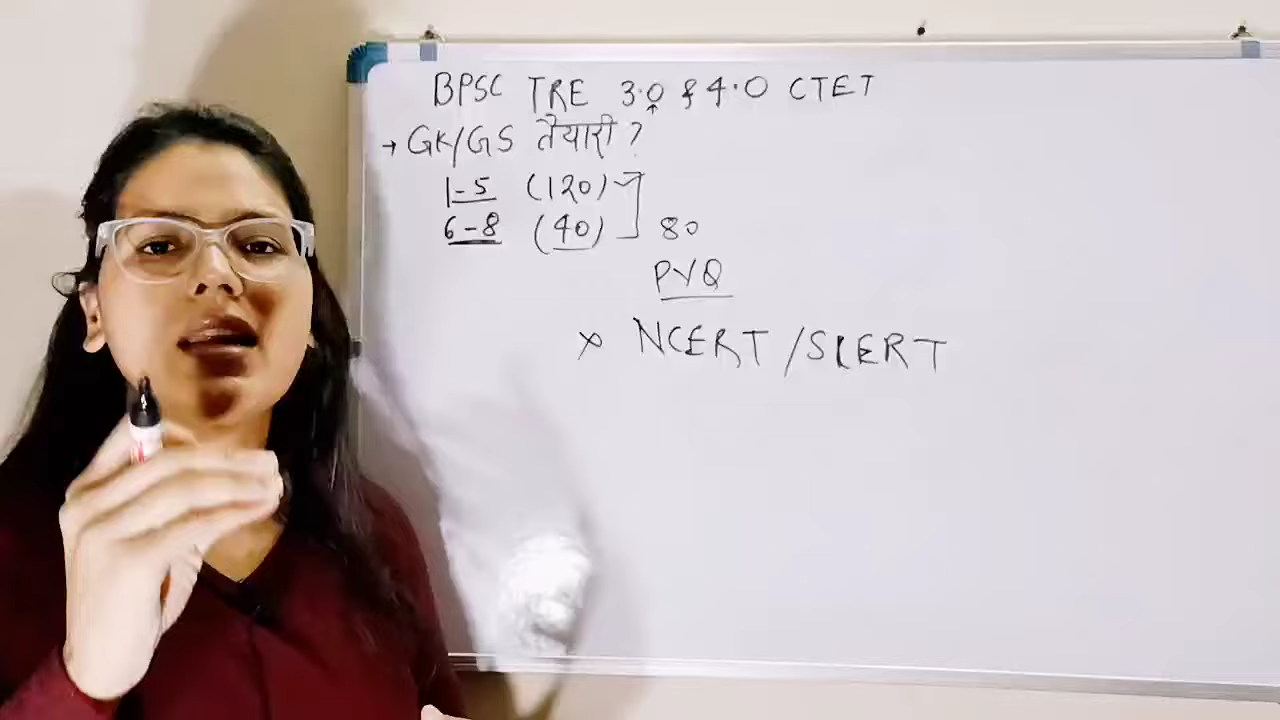 BPSC TRE 3.0 & 4.0 CTET
→ GK/GS तैयारी ?
1-5 (120)
6-8 (40) 80
PYQ
× NCERT/SCERT